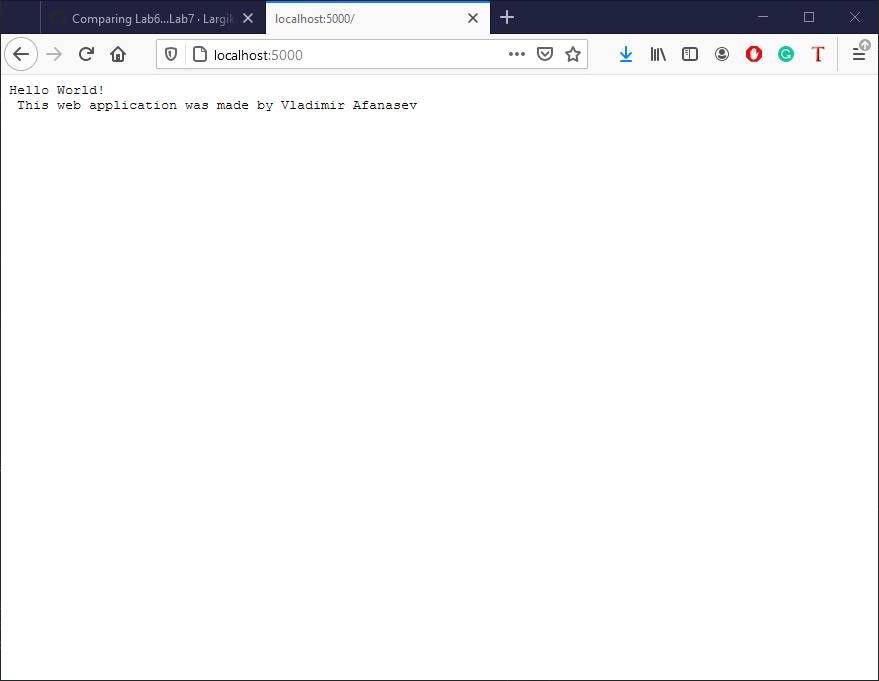 Comparing Lab6...Lab7 · Largik
localhost:5000/
localhost:5000
Hello World!
This web application was made by Vladimir Afanasev